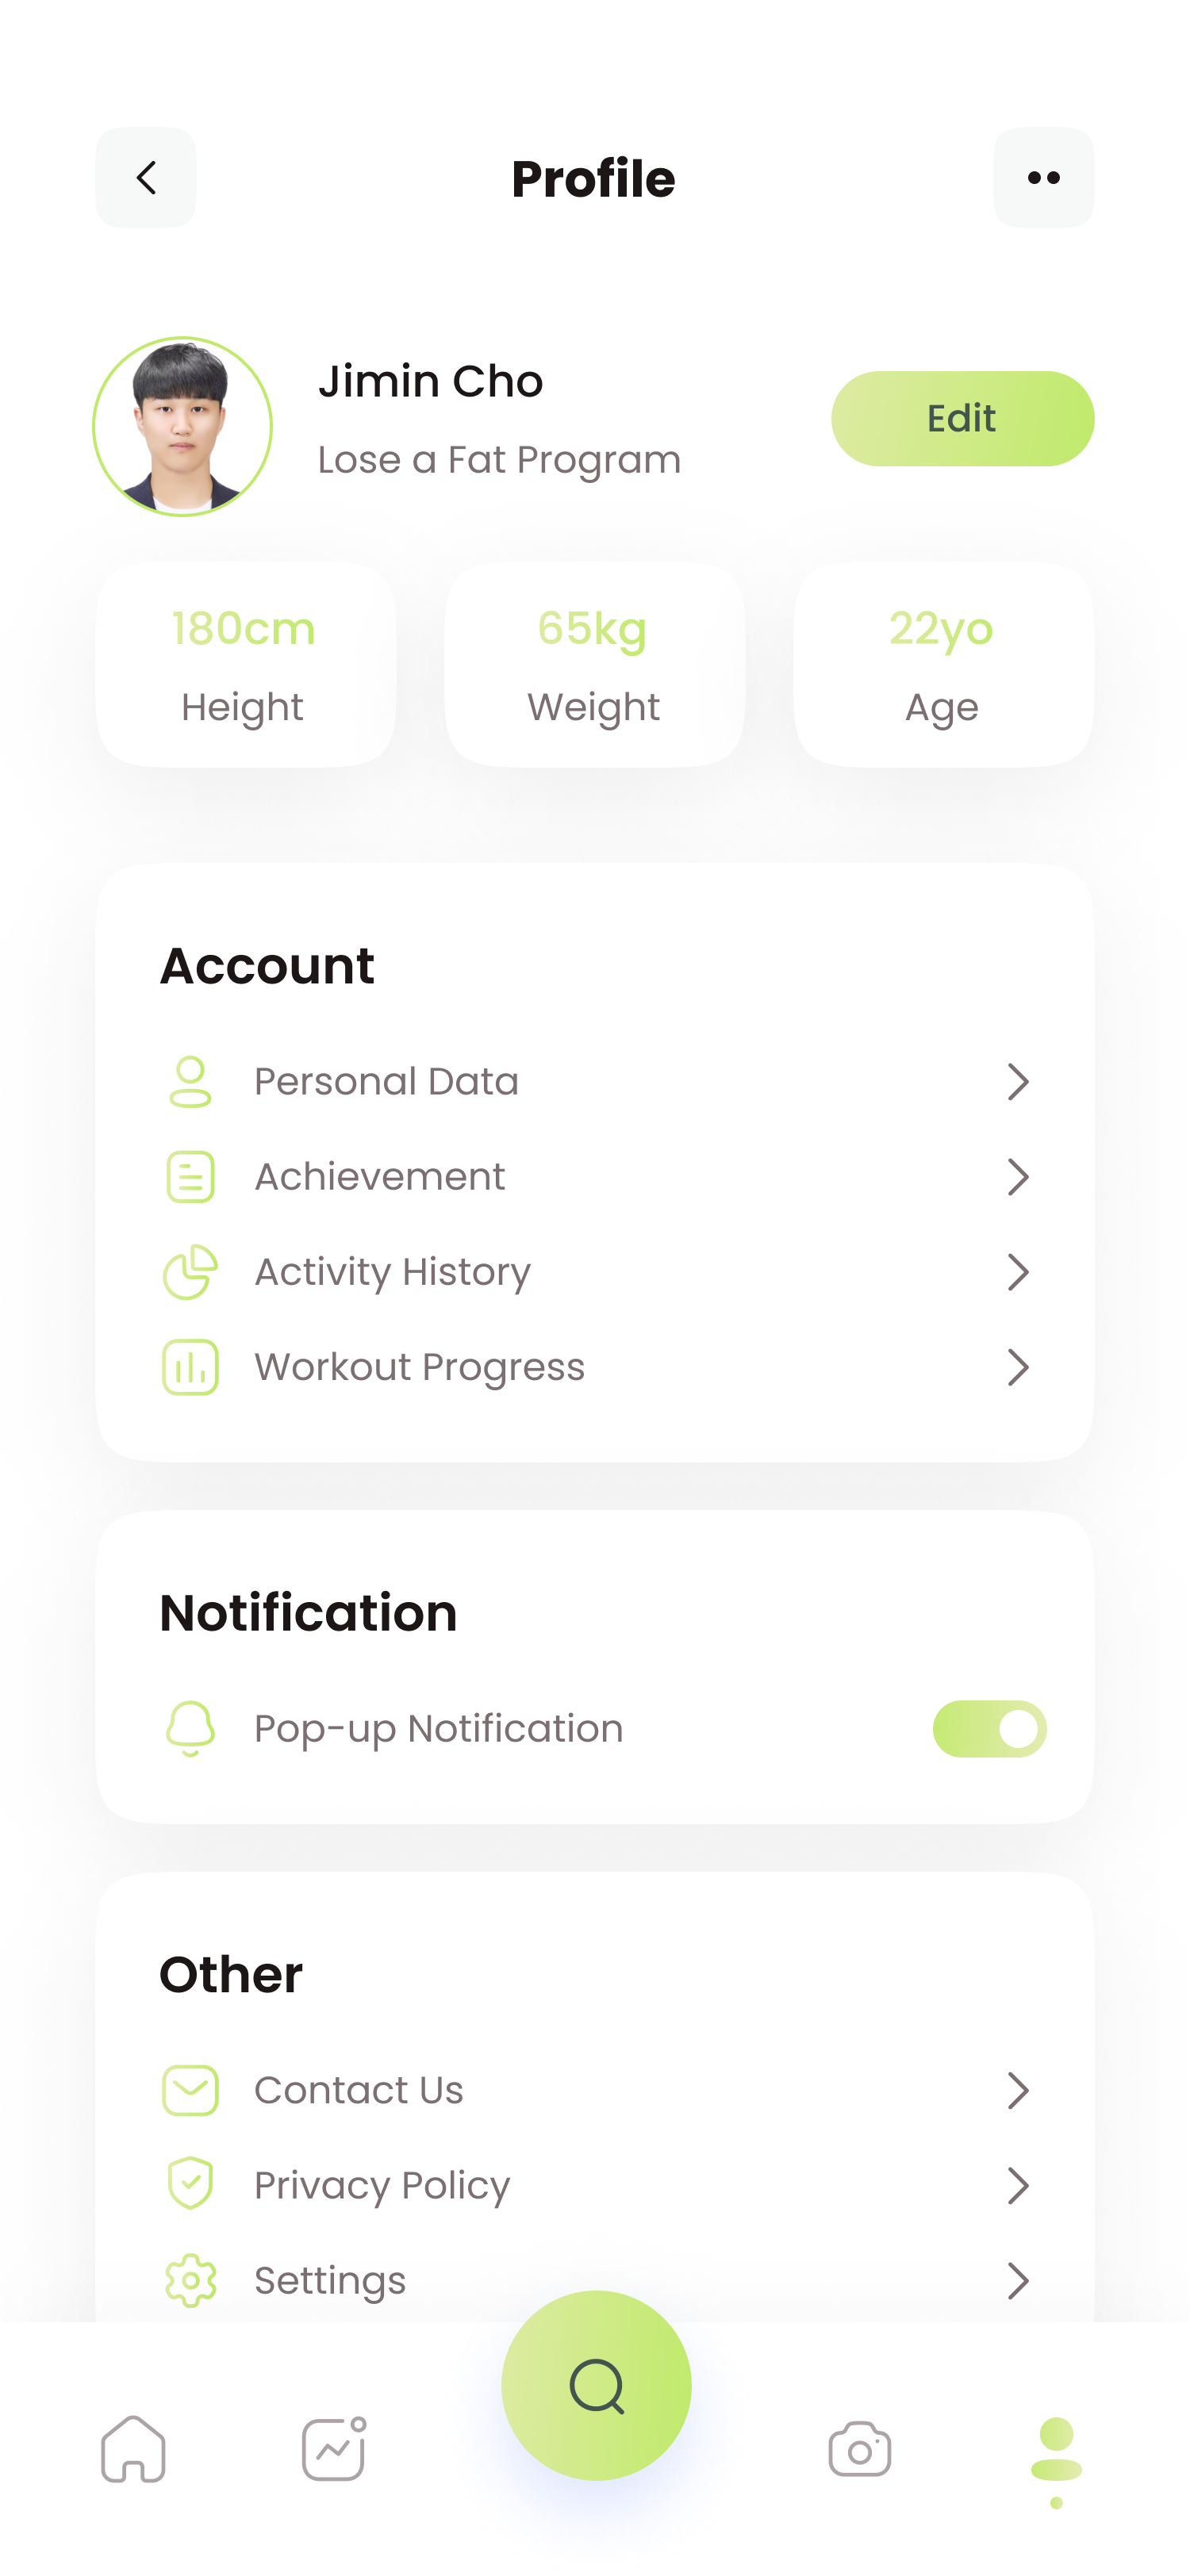 Profile
Jimin Cho
Lose a Fat Program
Edit
180cm
Height
65kg
Weight
22yo
Age
Account
Personal Data
Achievement
Activity History
Workout Progress
Notification
Pop-up Notification
Other
Contact Us
Privacy Policy
Settings